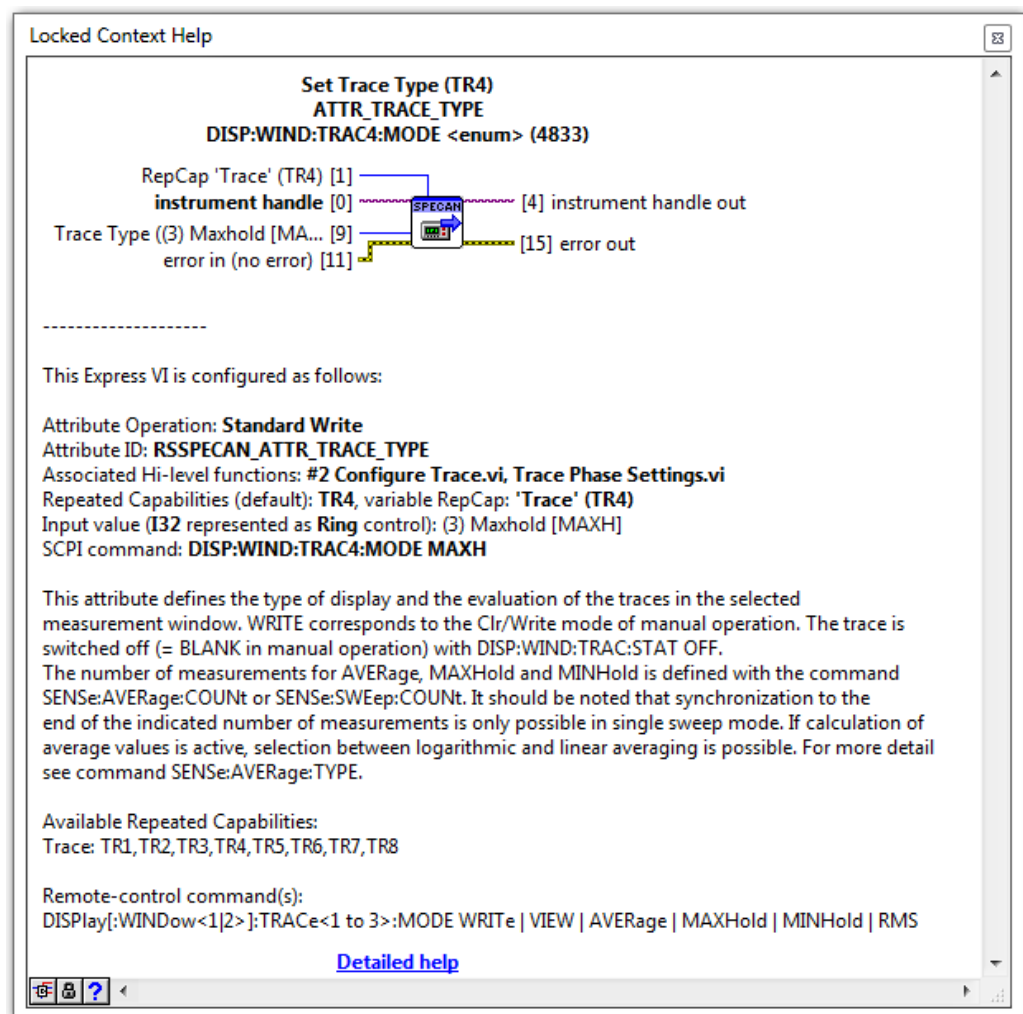 Locked Context Help
Set Trace Type (TR4)
ATTR_TRACE_TYPE
DISP:WIND:TRAC4:MODE <enum> (4833)
RepCap 'Trace' (TR4) [1]
instrument handle [0]
SPECAN
[4] instrument handle out
Trace Type ((3) Maxhold [MA... [9]
[15] error out
error in (no error) [11]
--------------------
This Express VI is configured as follows:
Attribute Operation: Standard Write
Attribute ID: RSSPECAN_ATTR_TRACE_TYPE
Associated Hi-level functions: #2 Configure Trace.vi, Trace Phase Settings.vi
Repeated Capabilities (default): TR4, variable RepCap: 'Trace' (TR4)
Input value (I32 represented as Ring control): (3) Maxhold [MAXH]
SCPI command: DISP:WIND:TRAC4:MODE MAXH
This attribute defines the type of display and the evaluation of the traces in the selected
measurement window. WRITE corresponds to the Clr/Write mode of manual operation. The trace is
switched off (= BLANK in manual operation) with DISP:WIND:TRAC:STAT OFF.
The number of measurements for AVERage, MAXHold and MINHold is defined with the command
SENSe:AVERage:COUNt or SENSe:SWEep:COUNt. It should be noted that synchronization to the
end of the indicated number of measurements is only possible in single sweep mode. If calculation of
average values is active, selection between logarithmic and linear averaging is possible. For more detail
see command SENSe:AVERage:TYPE.
Available Repeated Capabilities:
Trace: TR1,TR2,TR3,TR4,TR5,TR6,TR7,TR8
Remote-control command(s):
DISPlay[:WINDow<1|2>]:TRACe<1 to 3>:MODE WRITe | VIEW | AVERage | MAXHold | MINHold | RMS
Detailed help
?